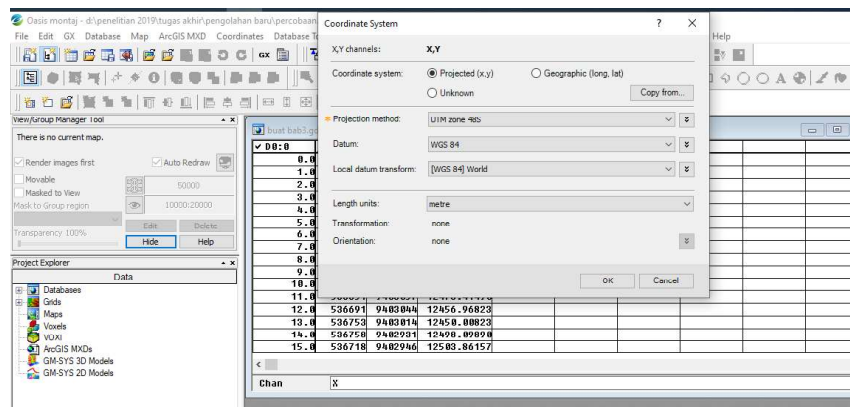 Oasis montaj - d:\penelitian 2019\tugas akhir\pengolahan baru\percobaan
File Edit GX Database Map ArcGIS MXD Coordinates Database T
Help
GX
View/Group Manager Tool
There is no current map.
Render images first
Auto Redraw
Movable
Masked to View
50000
Mask to Group region
10000:20000
Transparency 100%
Edit
Delete
Hide
Help
Project Explorer
Data
Databases
Grids
Maps
Voxels
VOXI
ArcGIS MXDs
GM-SYS 3D Models
GM-SYS 2D Models
Coordinate System
? X
X,Y channels: X,Y
Coordinate system: Projected (x,y) Geographic (long, lat)
Unknown
Copy from...
Projection method: UTM zone 48S
Datum: WGS 84
Local datum transform: [WGS 84] World
Length units: metre
Transformation: none
Orientation: none
OK
Cancel
buat bab3.g
D0:0
0.0
1.0
2.0
3.0
4.0
5.0
6.0
7.0
8.0
9.0
10.0
11.0
12.0 536691 9403044 12456.96823
13.0 536753 9403014 12450.00823
14.0 536758 9402931 12498.09890
15.0 536718 9402946 12503.86157
Chan X